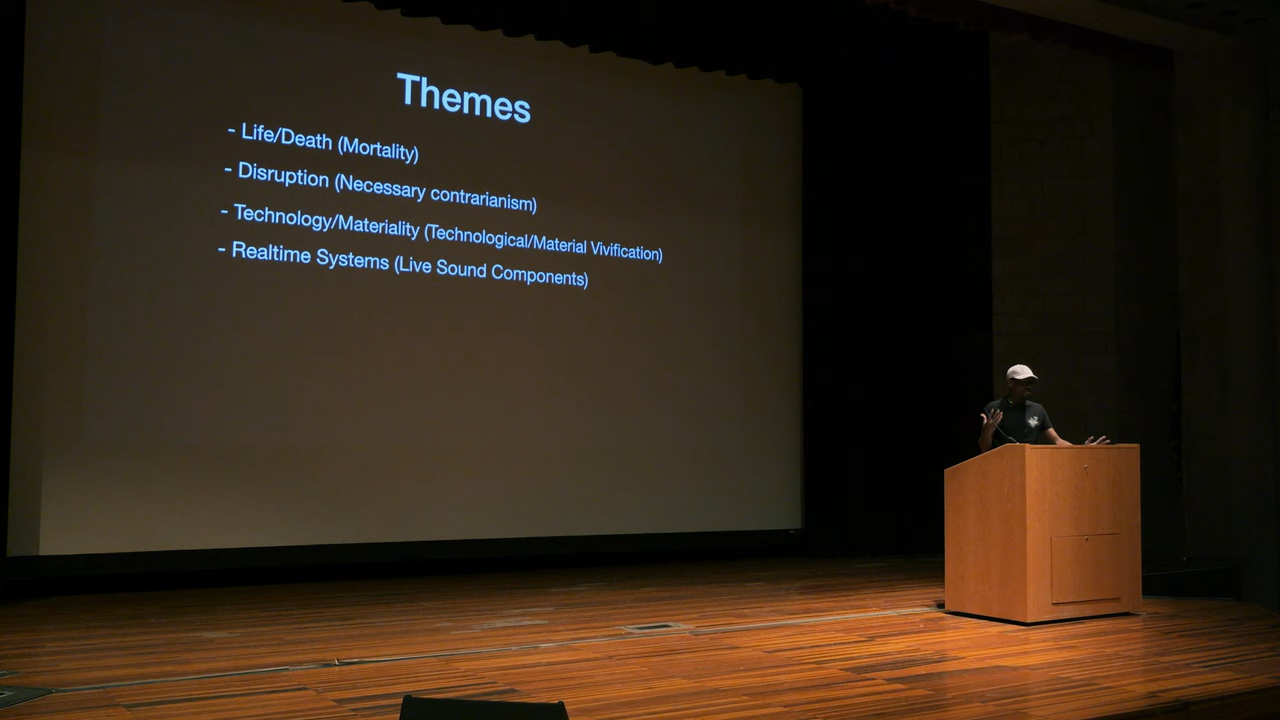 Themes
- Life/Death (Mortality)
- Disruption (Necessary contrarianism)
- Technology/Materiality (Technological/Material Vivification)
- Realtime Systems (Live Sound Components)